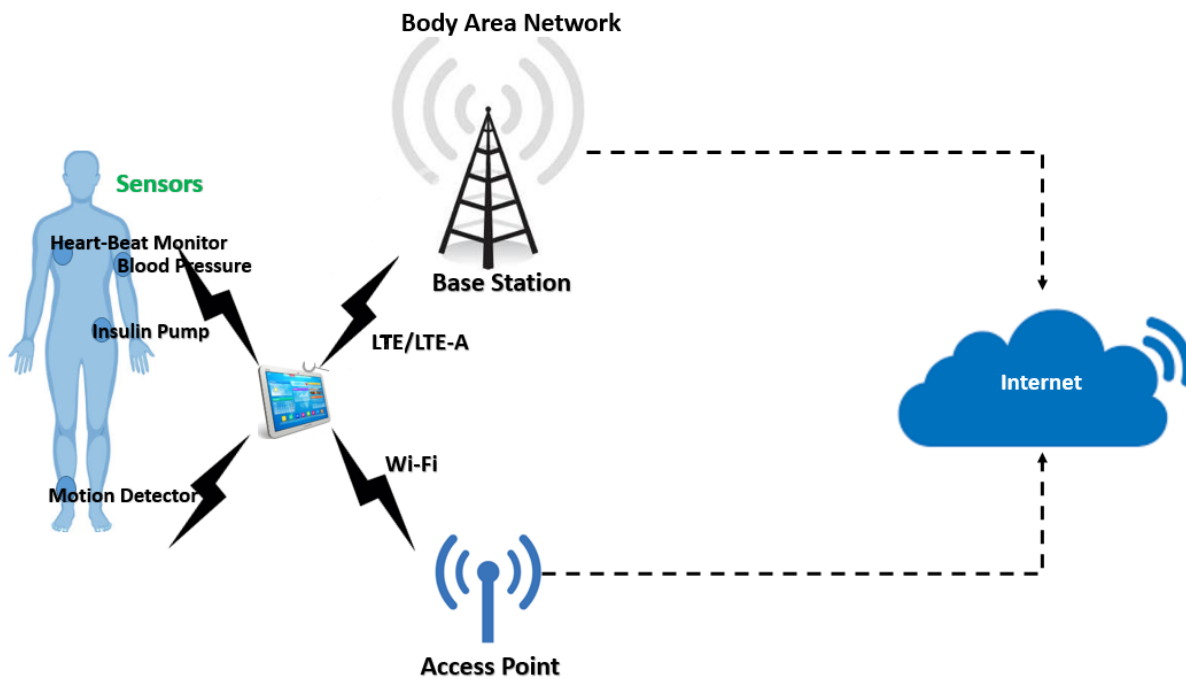 Body Area Network
Sensors
Heart-Beat Monitor
Blood Pressure
Base Station
Insulin Pump
LTE/LTE-A
Internet
Wi-Fi
Motion Detector
Access Point